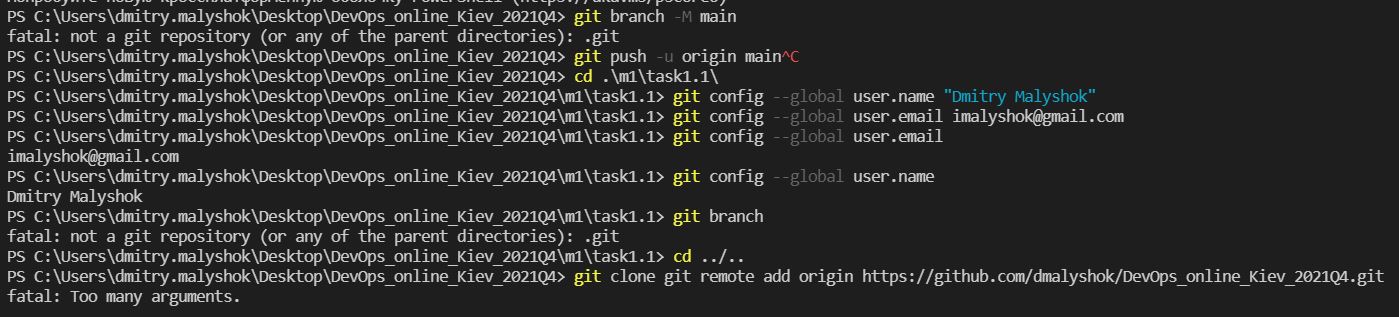 PS C:\Users\dmitry.malyshok\Desktop\DevOps_online_Kiev_2021Q4> git branch -M main
fatal: not a git repository (or any of the parent directories): .git
PS C:\Users\dmitry.malyshok\Desktop\DevOps_online_Kiev_2021Q4> git push -u origin main^C
PS C:\Users\dmitry.malyshok\Desktop\DevOps_online_Kiev_2021Q4> cd .\m1\task1.1\
PS C:\Users\dmitry.malyshok\Desktop\DevOps_online_Kiev_2021Q4\m1\task1.1> git config --global user.name "Dmitry Malyshok"
PS C:\Users\dmitry.malyshok\Desktop\DevOps_online_Kiev_2021Q4\m1\task1.1> git config --global user.email imalyshok@gmail.com
PS C:\Users\dmitry.malyshok\Desktop\DevOps_online_Kiev_2021Q4\m1\task1.1> git config --global user.email
imalyshok@gmail.com
PS C:\Users\dmitry.malyshok\Desktop\DevOps_online_Kiev_2021Q4\m1\task1.1> git config --global user.name
Dmitry Malyshok
PS C:\Users\dmitry.malyshok\Desktop\DevOps_online_Kiev_2021Q4\m1\task1.1> git branch
fatal: not a git repository (or any of the parent directories): .git
PS C:\Users\dmitry.malyshok\Desktop\DevOps_online_Kiev_2021Q4\m1\task1.1> cd ../..
PS C:\Users\dmitry.malyshok\Desktop\DevOps_online_Kiev_2021Q4> git clone git remote add origin https://github.com/dmalyshok/DevOps_online_Kiev_2021Q4.git
fatal: Too many arguments.